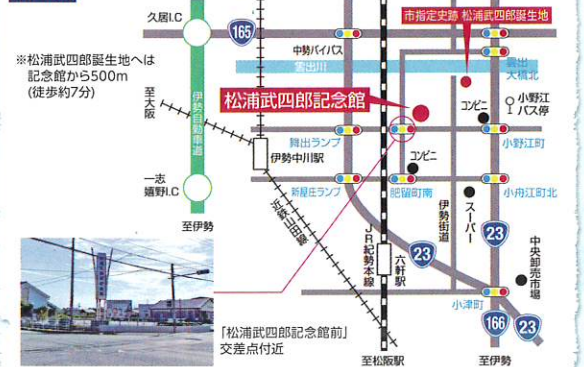 久居I.C
165
市指定史跡 松浦武四郎誕生地
中勢バイパス
雲出川
雲出
大橋北
※松浦武四郎誕生地へは
記念館から500m
(徒歩約7分)
伊勢自動車道
至大阪
松浦武四郎記念館
コンビニ
小野江
バス停
舞出ランプ
小野江町
伊勢中川駅
コンビニ
一志
嬉野I.C
新屋庄ランプ
肥留町南
小舟江町北
至伊勢
近鉄山田線
JR紀勢本線
六軒駅
伊勢街道
スーパー
23
23
中央卸売市場
小津町
166
23
「松浦武四郎記念館前」
交差点付近
至松阪駅
至伊勢